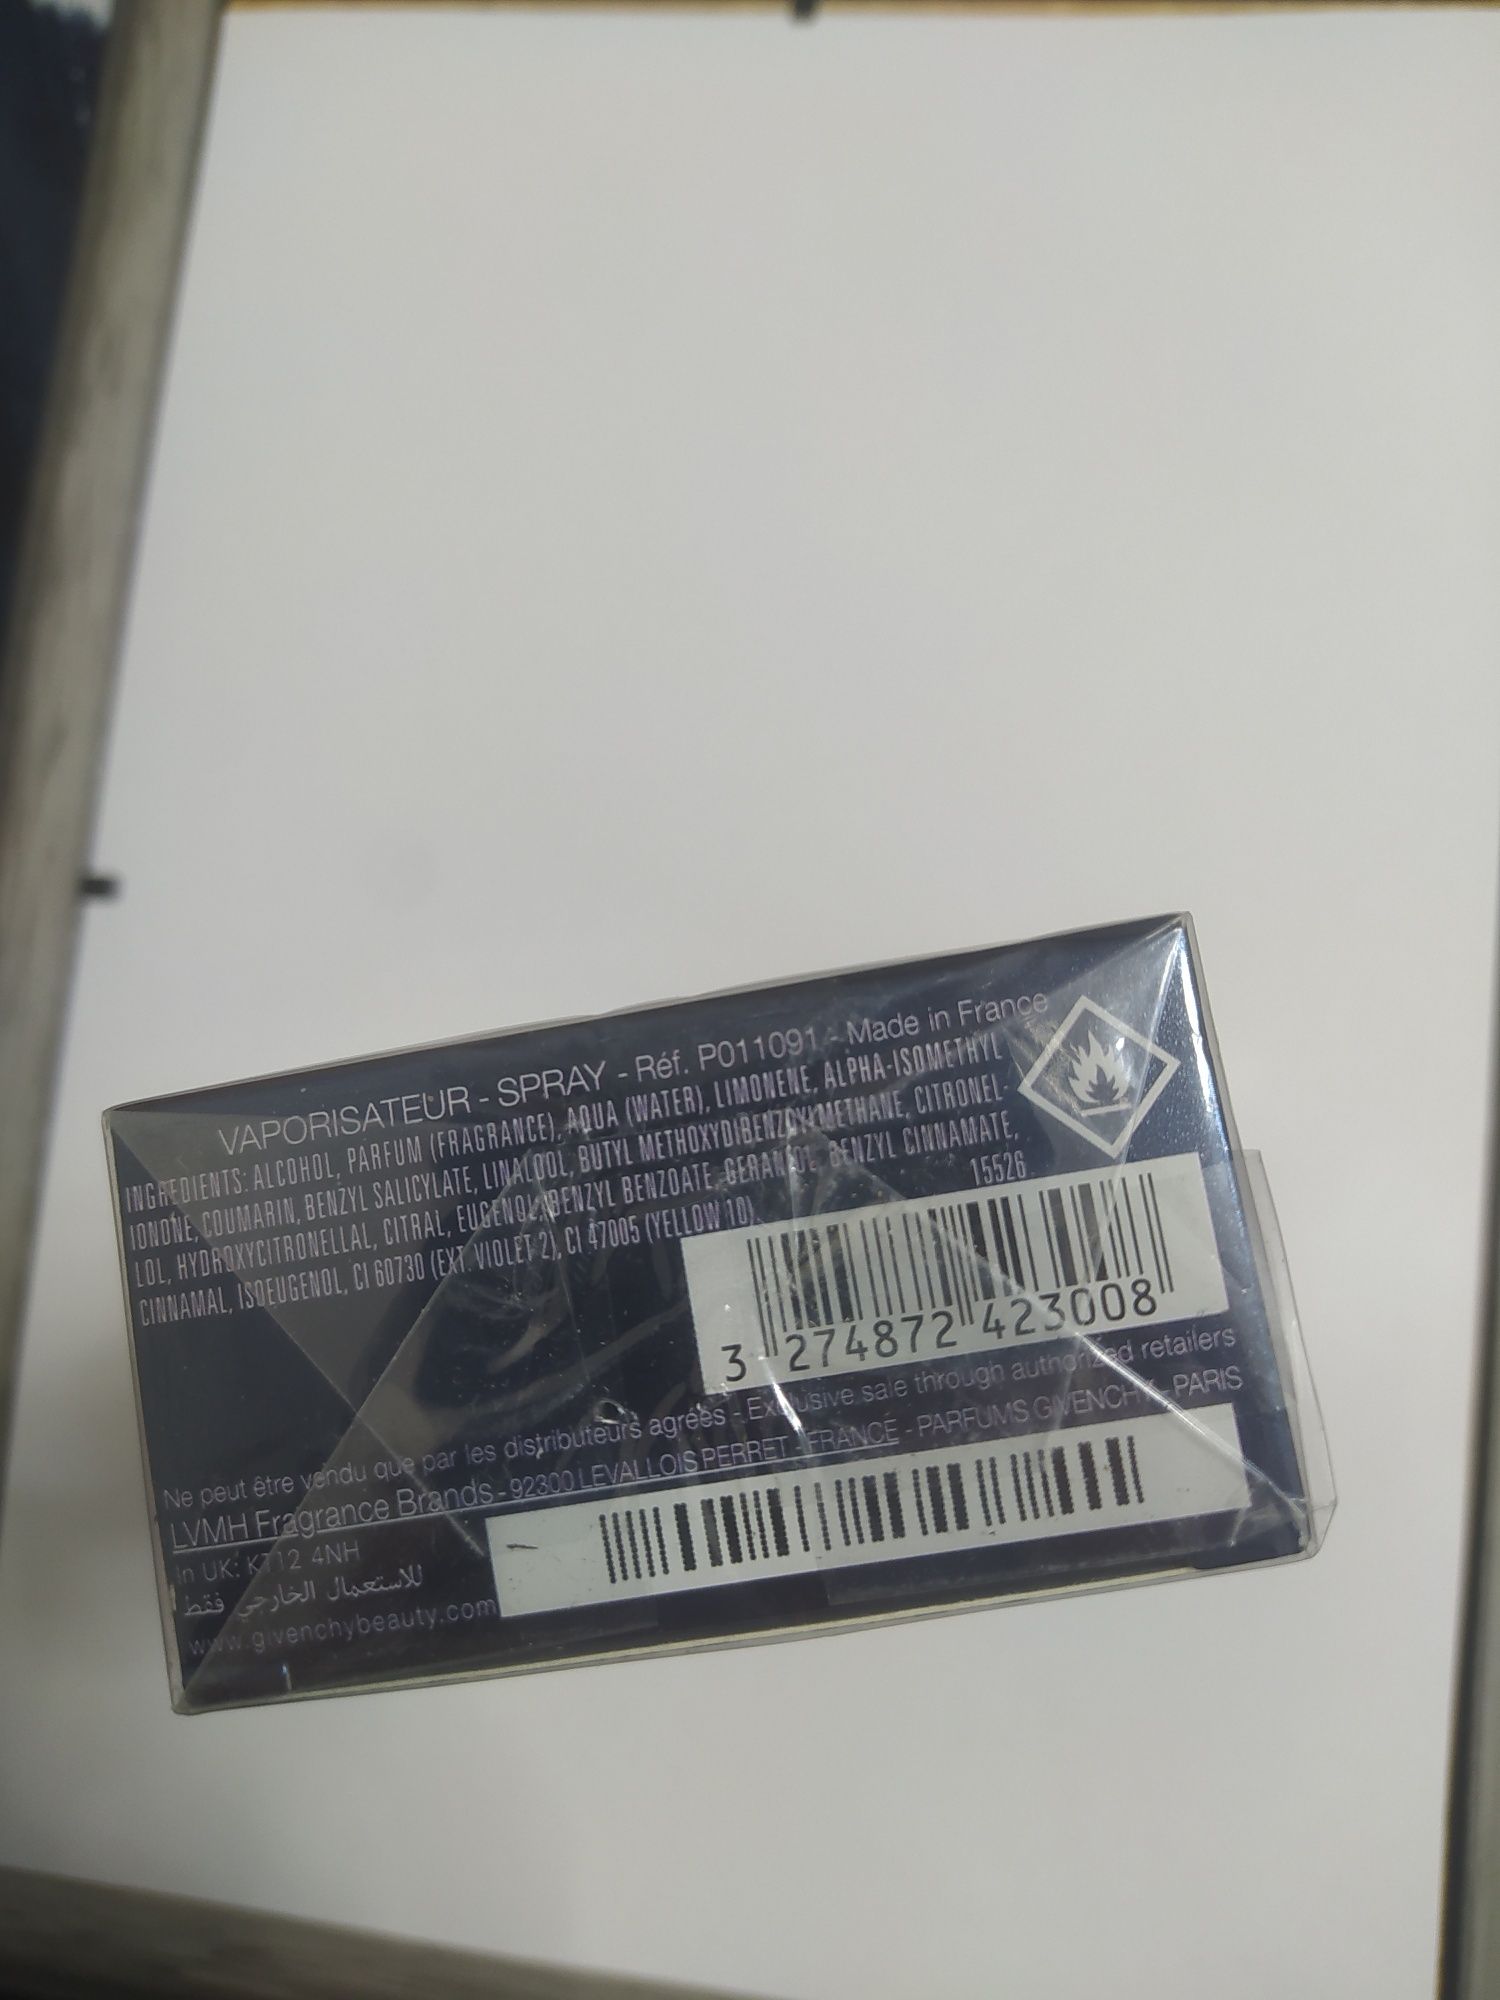 VAPORISATEUR - SPRAY - Réf. P011091 - Made in France
INGREDIENTS: ALCOHOL, PARFUM (FRAGRANCE), AQUA (WATER), LIMONENE, ALPHA-ISOMETHYL
IONONE, COUMARIN, BENZYL SALICYLATE, LINALOOL, BUTYL METHOXYDIBENZOYLMETHANE, CITRONEL-
LOL, HYDROXYCITRONELLAL, CITRAL, EUGENOL, BENZYL BENZOATE, GERANIOL, BENZYL CINNAMATE,
CINNAMAL, ISOEUGENOL, CI 60730 (EXT. VIOLET 2), CI 47005 (YELLOW 10).
15526
3 274872 423008
Ne peut être vendu que par les distributeurs agréés - Exclusive sale through authorized retailers
LVMH Fragrance Brands - 92300 LEVALLOIS PERRET - FRANCE - PARFUMS GIVENCHY - PARIS
In UK: KT12 4NH
للاستعمال الخارجي فقط
www.givenchybeauty.com